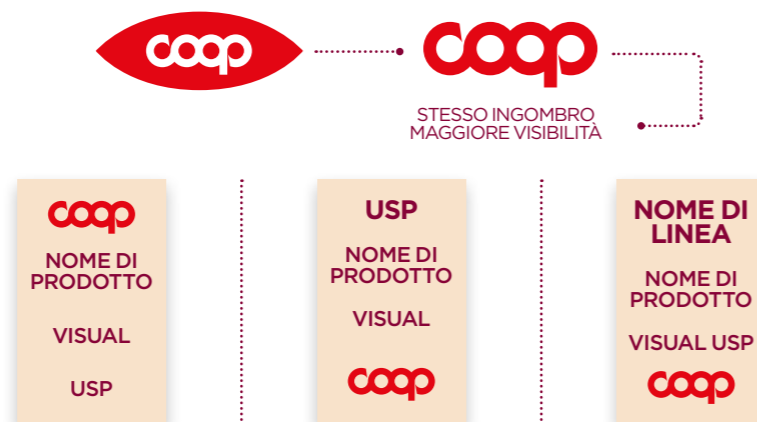 coop
coop
STESSO INGOMBRO
MAGGIORE VISIBILITÀ
coop
NOME DI
PRODOTTO
VISUAL
USP
USP
NOME DI
PRODOTTO
VISUAL
coop
NOME DI
LINEA
NOME DI
PRODOTTO
VISUAL USP
coop